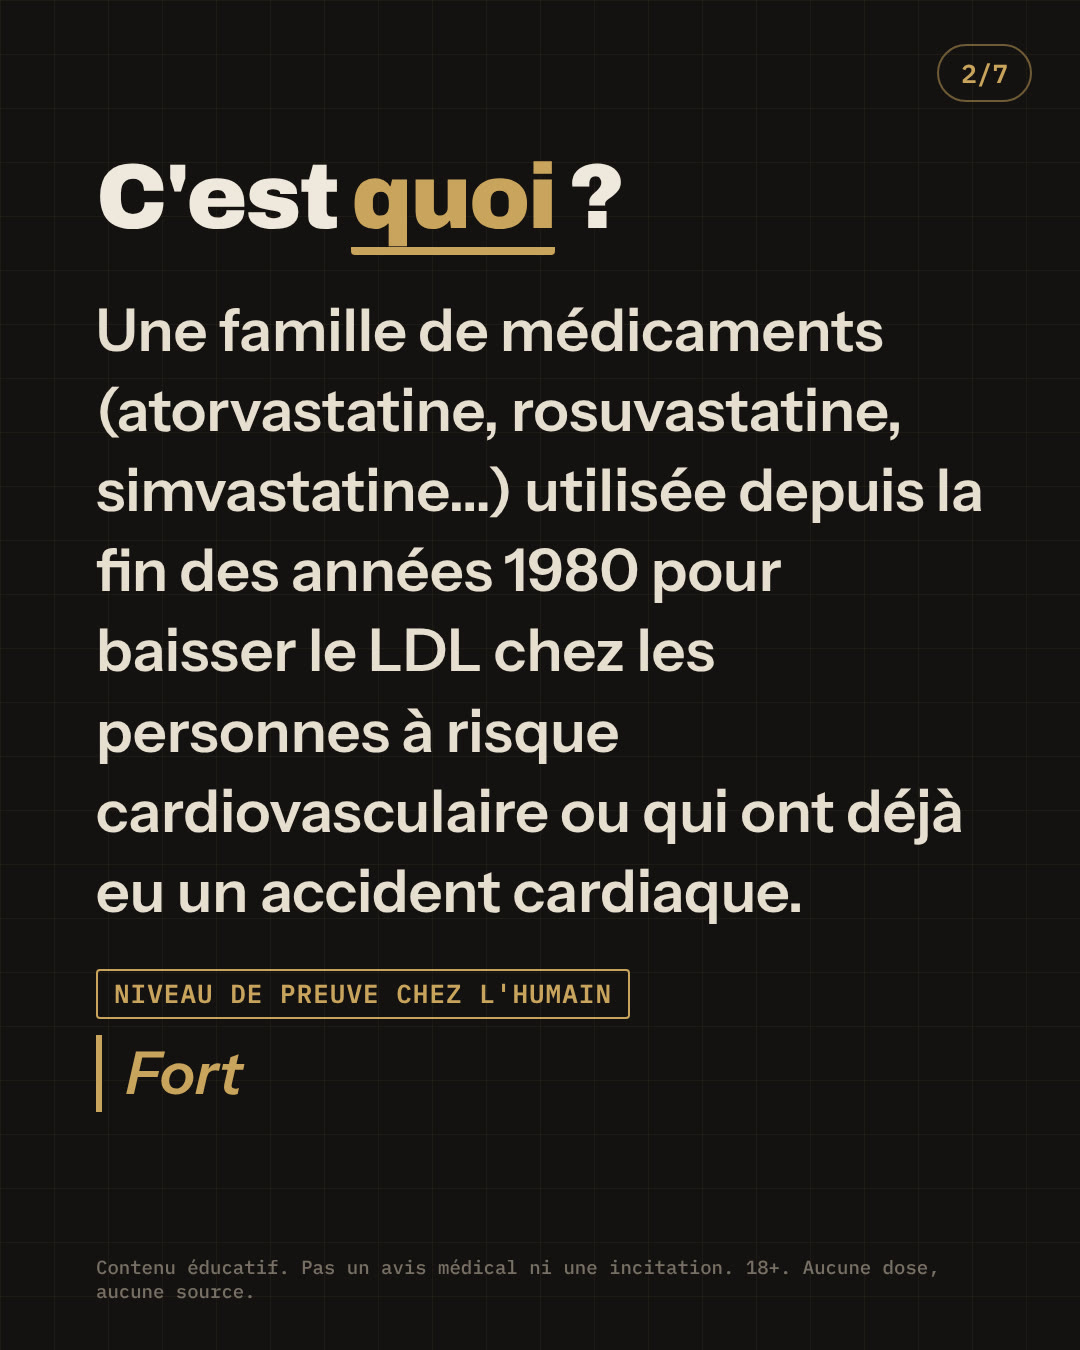 2/7
C'est quoi ?
Une famille de médicaments
(atorvastatine, rosuvastatine,
simvastatine...) utilisée depuis la
fin des années 1980 pour
baisser le LDL chez les
personnes à risque
cardiovasculaire ou qui ont déjà
eu un accident cardiaque.
NIVEAU DE PREUVE CHEZ L'HUMAIN
Fort
Contenu éducatif. Pas un avis médical ni une incitation. 18+. Aucune dose,
aucune source.